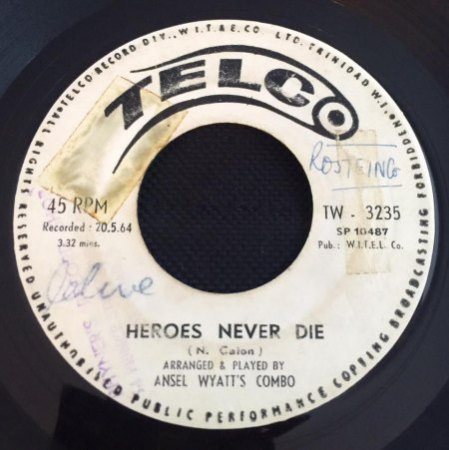 TELCO RECORD DIV., W.I.T.& E. CO LTD. TRINIDAD W.I.
ALL RIGHTS RESERVED UNAUTHORISED PUBLIC PERFORMANCE COPYING BROADCASTING FORBIDDEN
TELCO
ROSTEING
45 RPM
Recorded : 20.5.64
3.32 mins.
TW - 3235
SP 10487
Pub.: W.I.T.E.L. Co.
HEROES NEVER DIE
( N. Calon )
ARRANGED & PLAYED BY
ANSEL WYATT'S COMBO